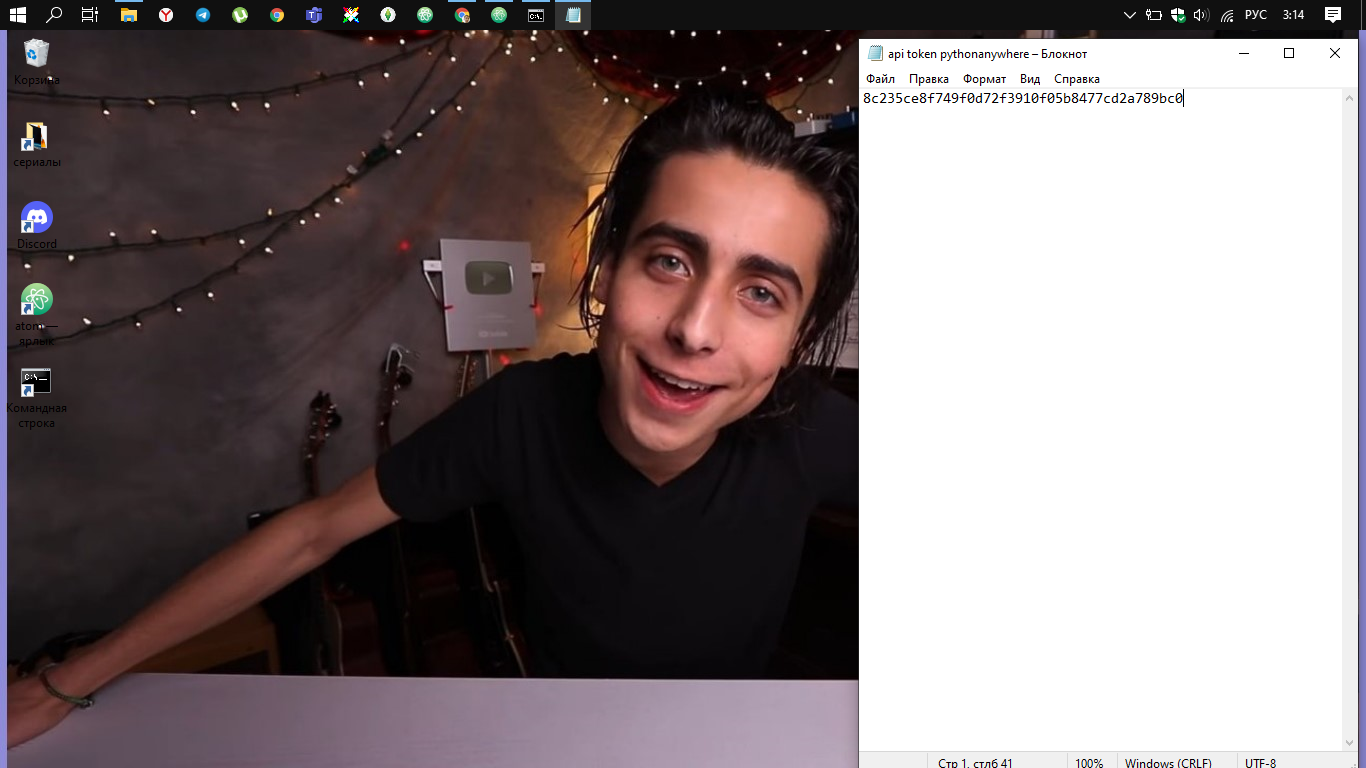 РУС
3:14
Корзина
сериалы
Discord
atom —
ярлык
Командная
строка
api token pythonanywhere – Блокнот
Файл Правка Формат Вид Справка
8c235ce8f749f0d72f3910f05b8477cd2a789bc0
Стр 1, стлб 41
100%
Windows (CRLF)
UTF-8